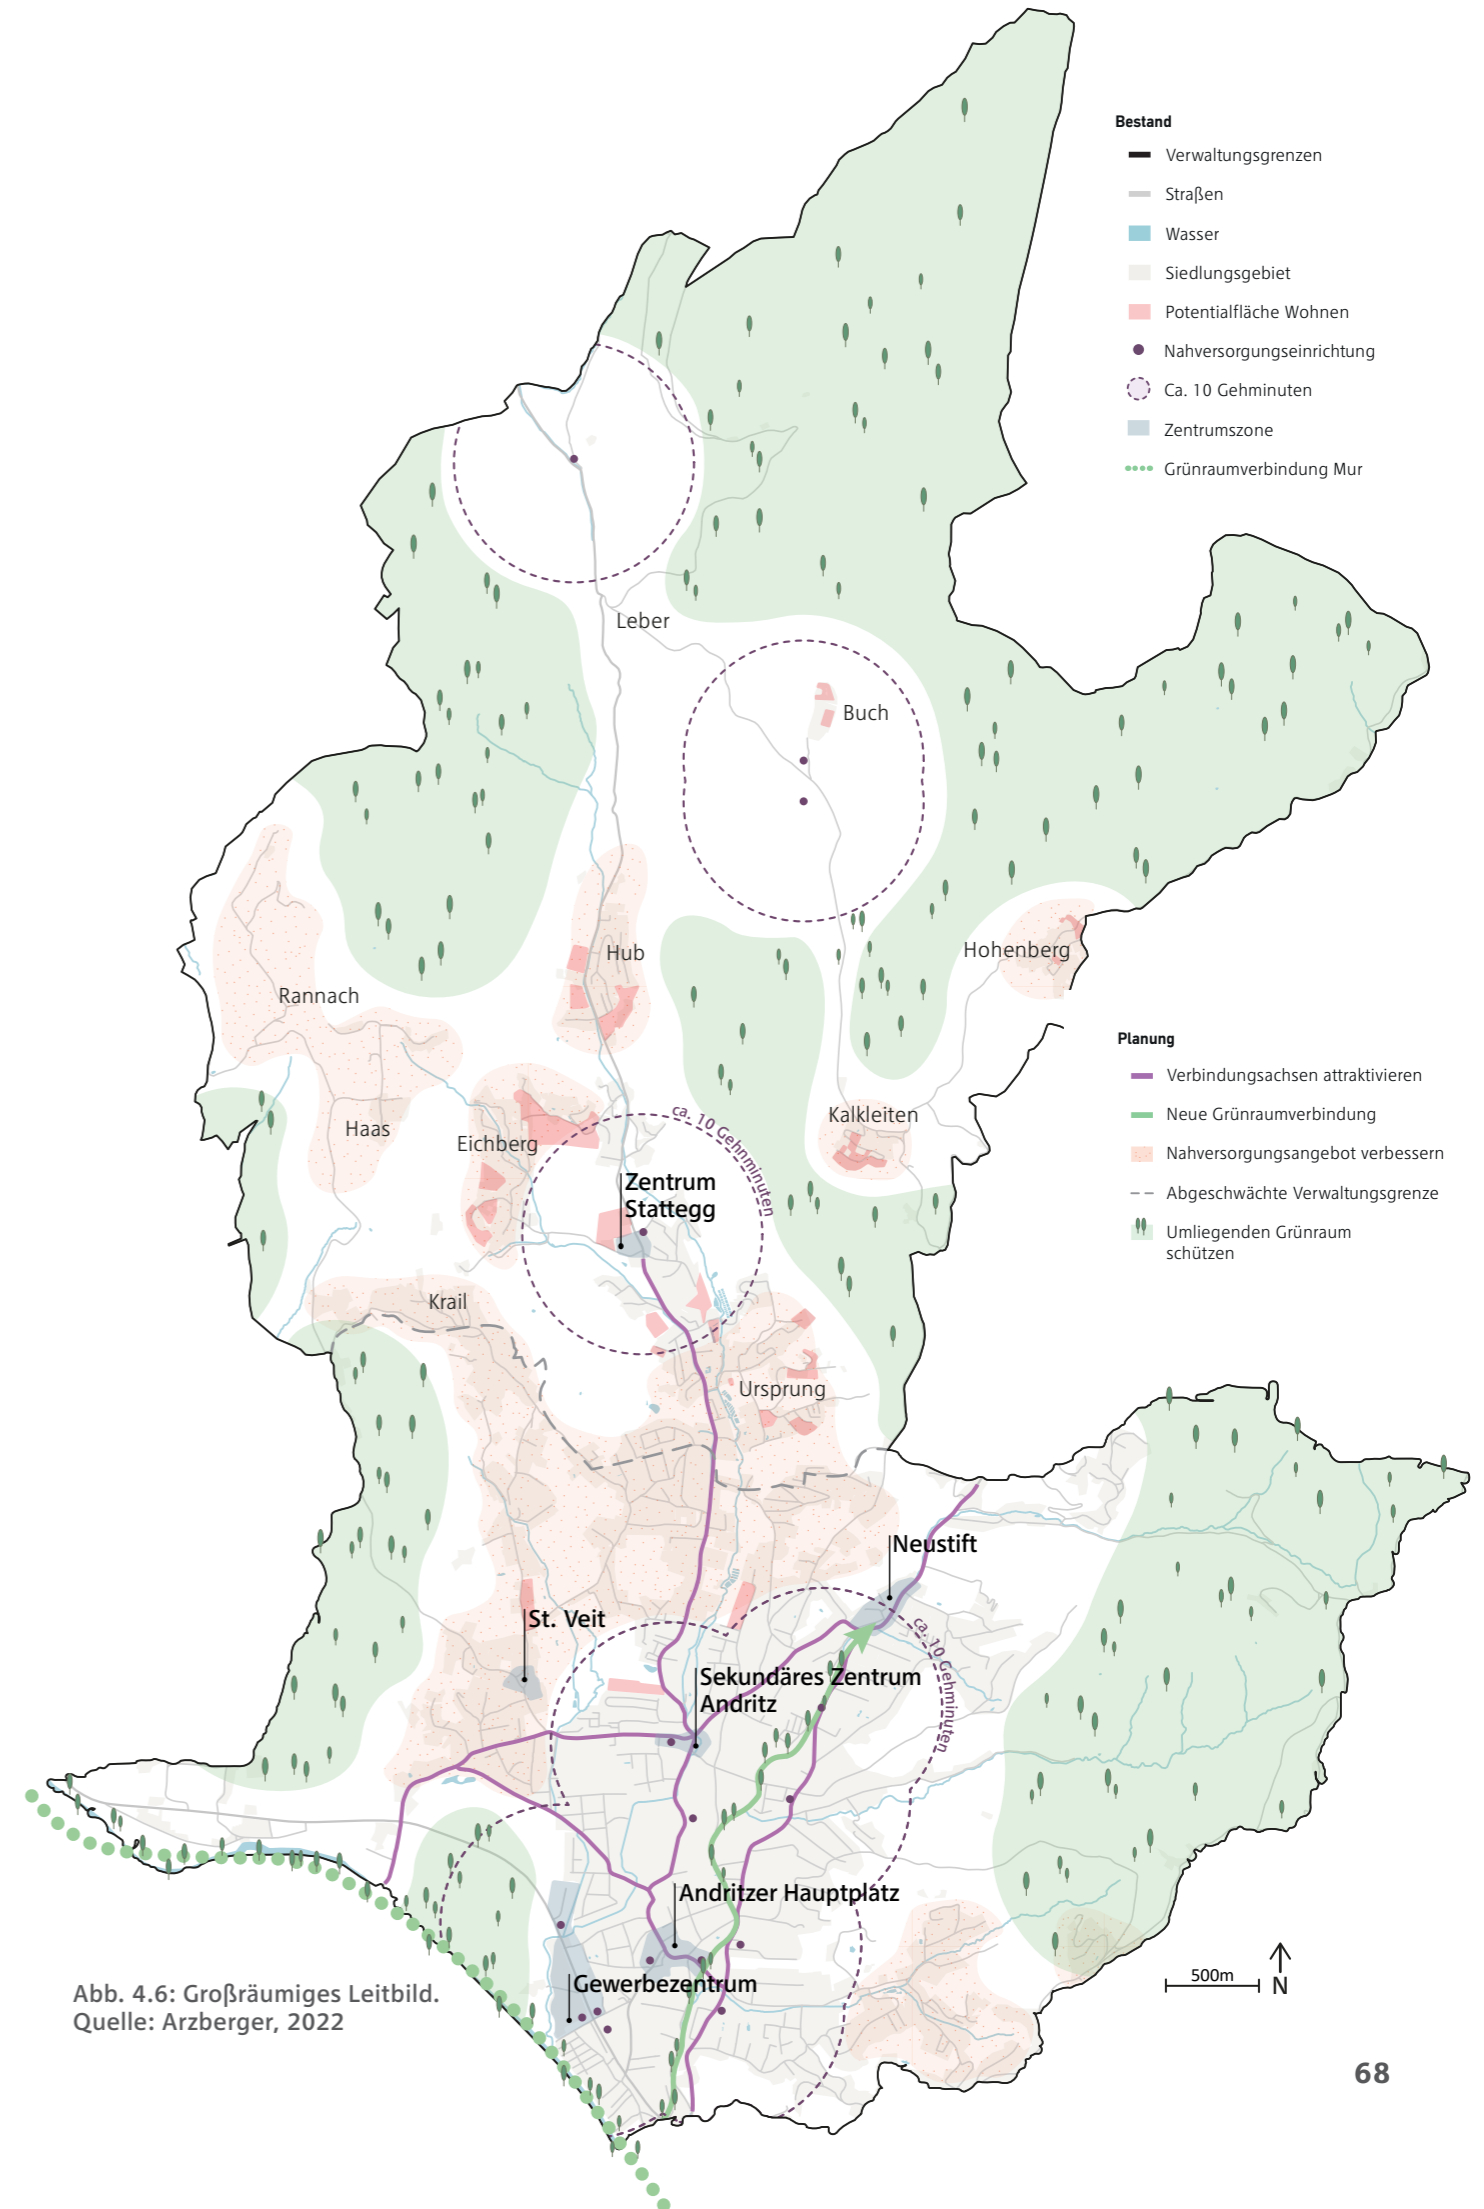 Bestand
Verwaltungsgrenzen
Straßen
Wasser
Siedlungsgebiet
Potentialfläche Wohnen
Nahversorgungseinrichtung
Ca. 10 Gehminuten
Zentrumszone
Grünraumverbindung Mur
Leber
Buch
Hub
Hohenberg
Rannach
Planung
Verbindungsachsen attraktivieren
Neue Grünraumverbindung
Nahversorgungsangebot verbessern
Abgeschwächte Verwaltungsgrenze
Umliegenden Grünraum
schützen
Kalkleiten
Haas
Eichberg
ca. 10 Gehnminuten
Zentrum
Stattegg
Krail
Ursprung
Neustift
St. Veit
ca. 10 Gehminuten
Sekundäres Zentrum
Andritz
Andritzer Hauptplatz
Gewerbezentrum
500m
N
Abb. 4.6: Großräumiges Leitbild.
Quelle: Arzberger, 2022
68